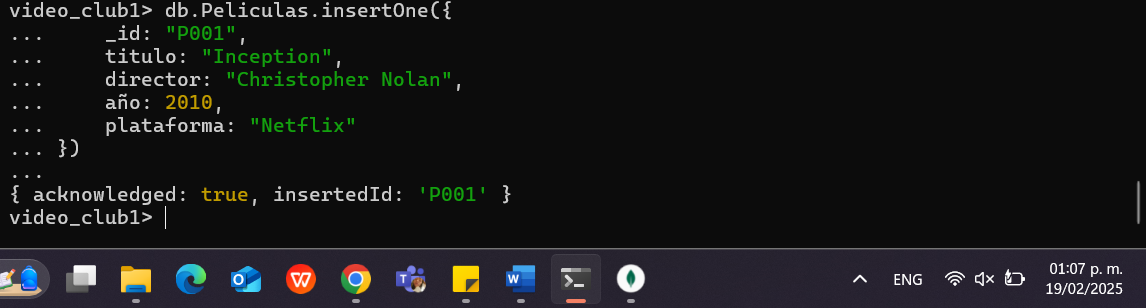 video_club1> db.Peliculas.insertOne({
...     _id: "P001",
...     titulo: "Inception",
...     director: "Christopher Nolan",
...     año: 2010,
...     plataforma: "Netflix"
... })
...
{ acknowledged: true, insertedId: 'P001' }
video_club1>
ENG
01:07 p. m.
19/02/2025